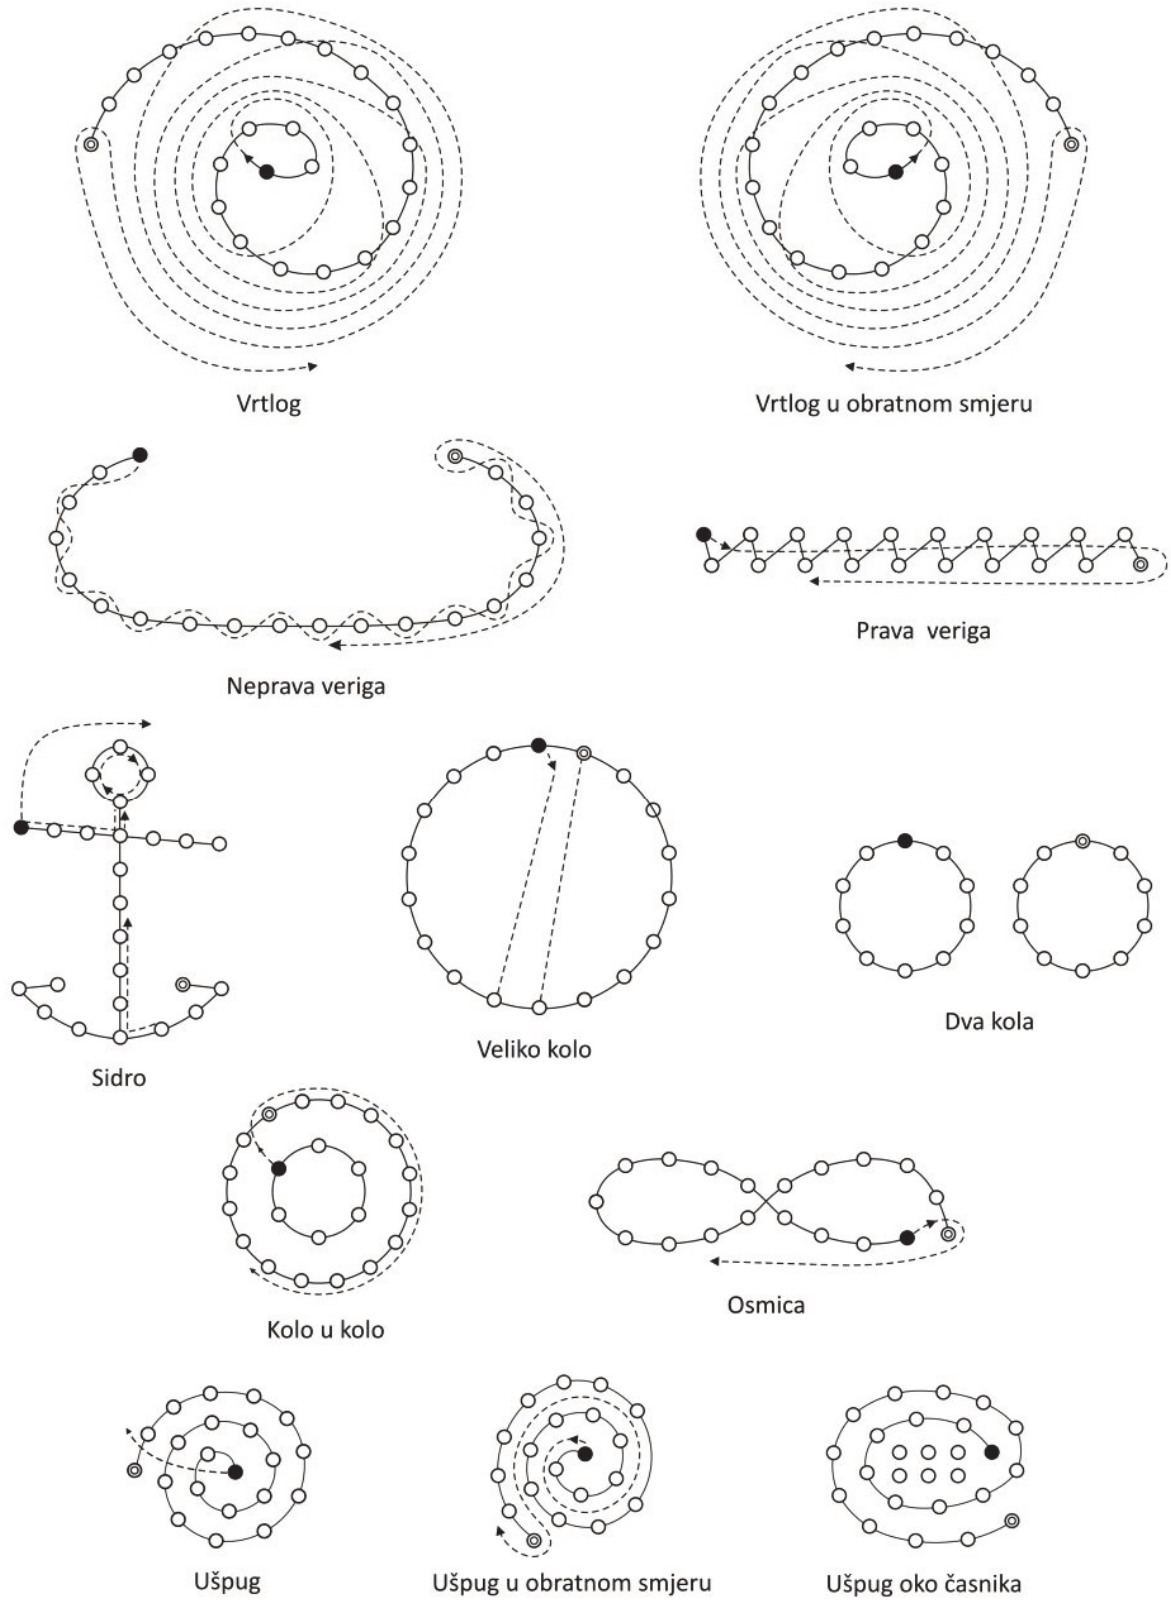 Vrtlog
Vrtlog u obratnom smjeru
Neprava veriga
Prava veriga
Sidro
Veliko kolo
Dva kola
Kolo u kolo
Osmica
Ušpug
Ušpug u obratnom smjeru
Ušpug oko časnika